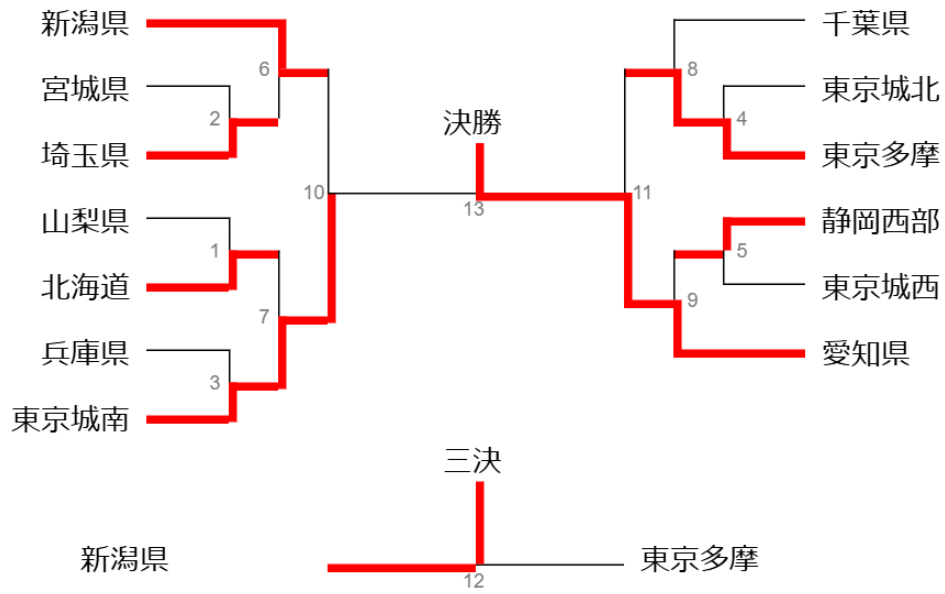 新潟県
宮城県
埼玉県
山梨県
北海道
兵庫県
東京城南
6
2
1
7
3
10
決勝
13
11
千葉県
東京城北
東京多摩
静岡西部
東京城西
愛知県
8
4
5
9
三決
新潟県
12
東京多摩